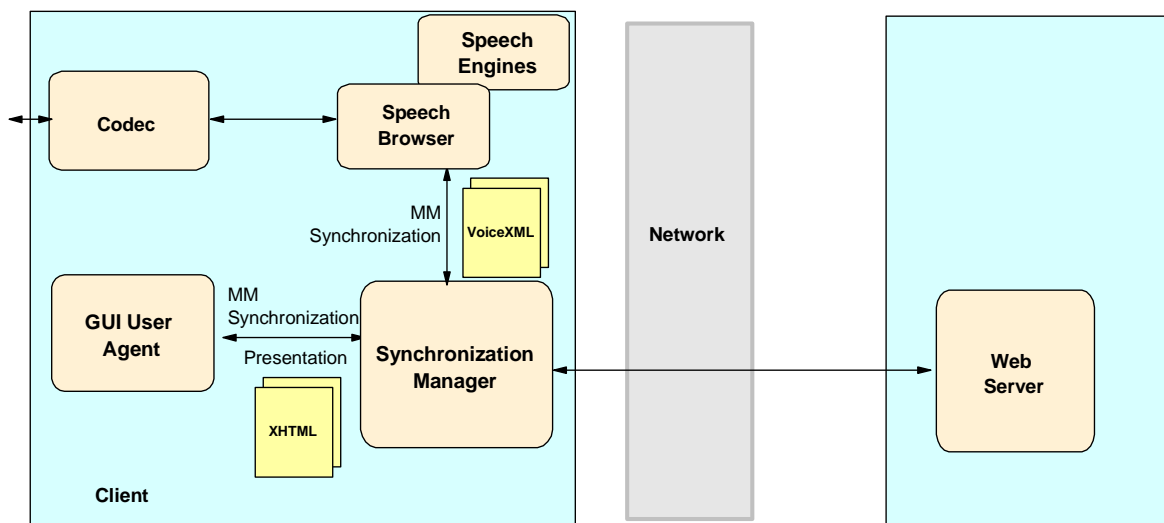 Speech
Engines
Codec
Speech
Browser
MM
Synchronization
VoiceXML
Network
GUI User
Agent
MM
Synchronization
Presentation
XHTML
Synchronization
Manager
Web
Server
Client